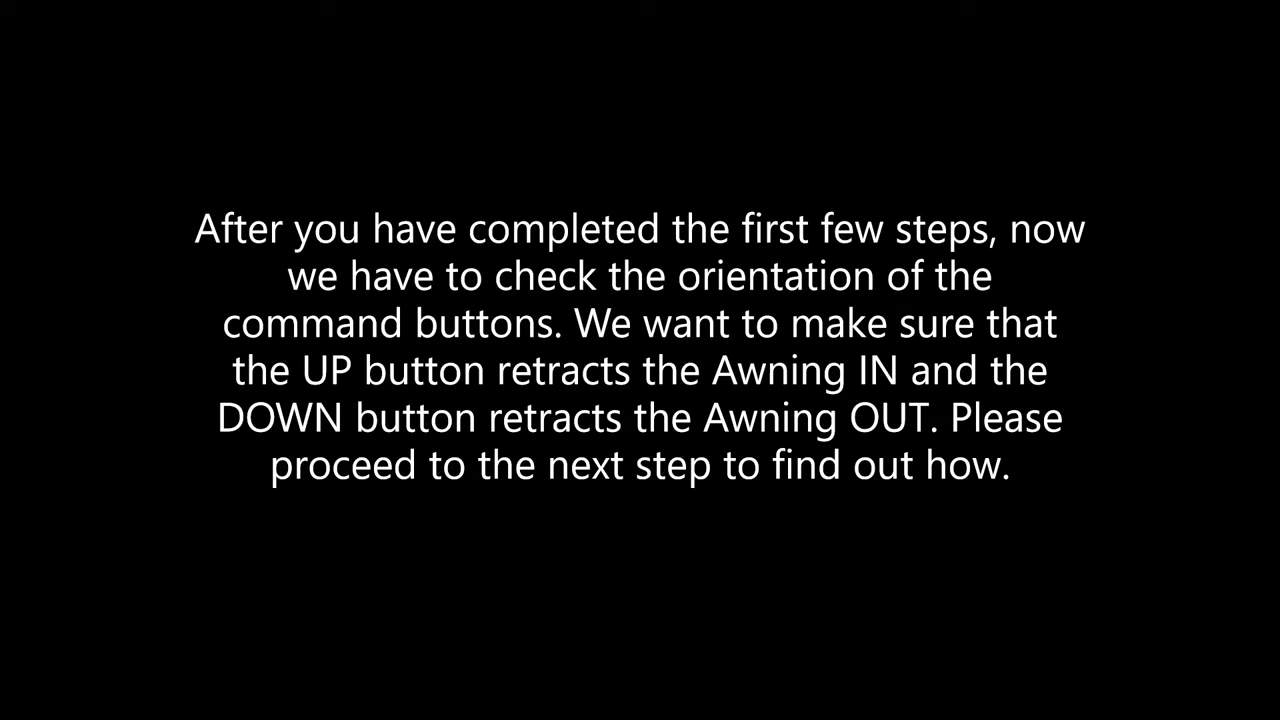 After you have completed the first few steps, now
we have to check the orientation of the
command buttons. We want to make sure that
the UP button retracts the Awning IN and the
DOWN button retracts the Awning OUT. Please
proceed to the next step to find out how.